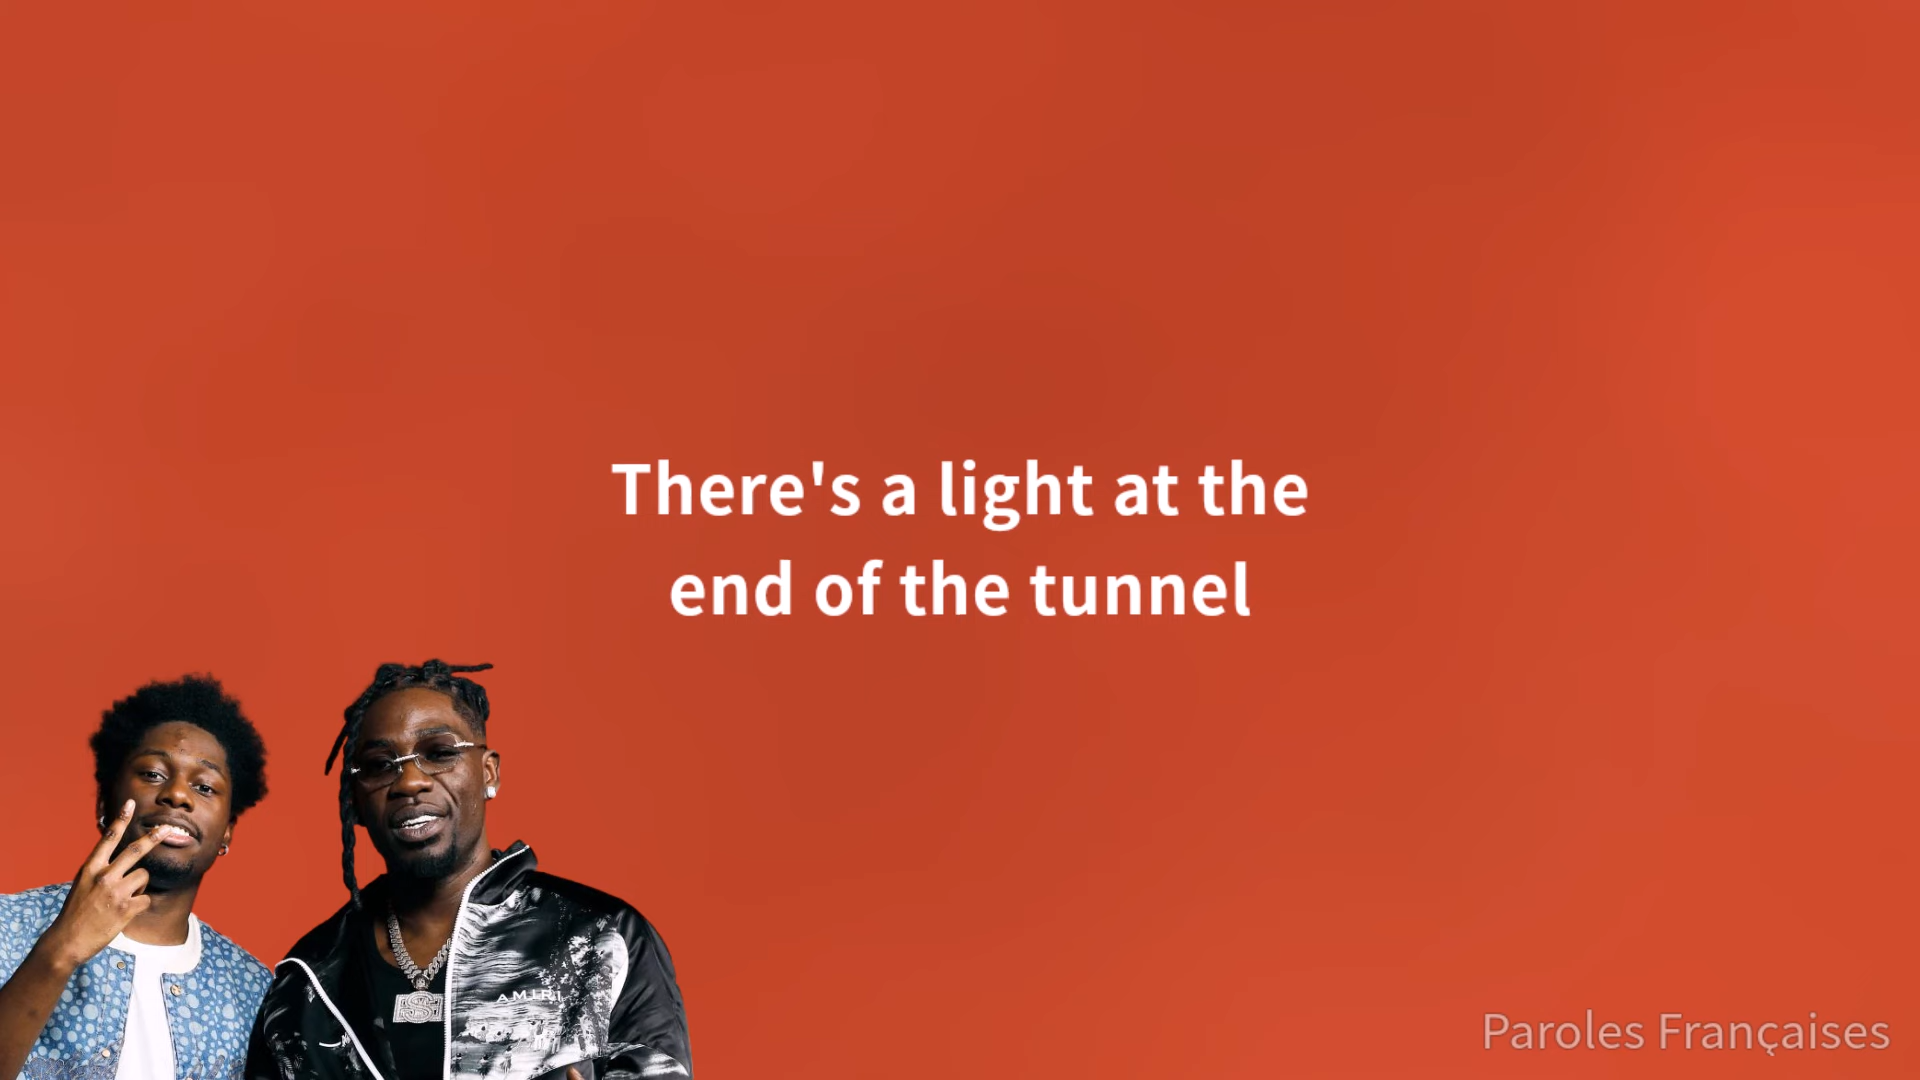 There's a light at the
end of the tunnel
AMIRI
Paroles Françaises